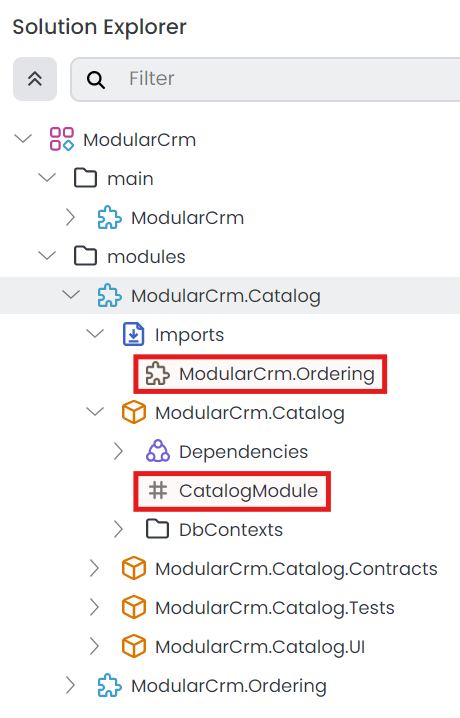 Solution Explorer
Filter
ModularCrm
main
ModularCrm
modules
ModularCrm.Catalog
Imports
ModularCrm.Ordering
ModularCrm.Catalog
Dependencies
CatalogModule
DbContexts
ModularCrm.Catalog.Contracts
ModularCrm.Catalog.Tests
ModularCrm.Catalog.UI
ModularCrm.Ordering